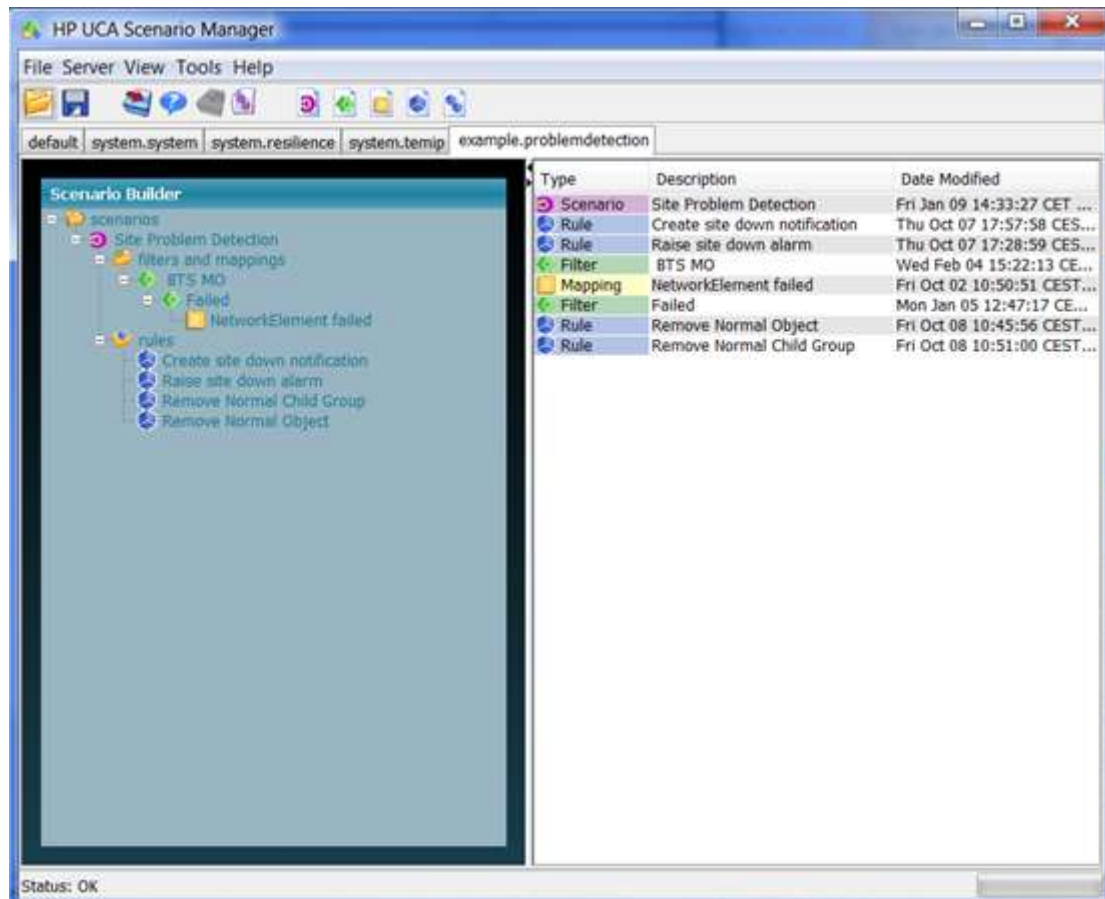 HP UCA Scenario Manager
File Server View Tools Help
default system.system system.resilience system.temip example.problemdetection
Scenario Builder
scenarios
Site Problem Detection
filters and mappings
BTS MO
Failed
NetworkElement failed
rules
Create site down notification
Raise site down alarm
Remove Normal Child Group
Remove Normal Object
Type Description Date Modified
Scenario Site Problem Detection Fri Jan 09 14:33:27 CET ...
Rule Create site down notification Thu Oct 07 17:57:58 CES...
Rule Raise site down alarm Thu Oct 07 17:28:59 CES...
Filter BTS MO Wed Feb 04 15:22:13 CE...
Mapping NetworkElement failed Fri Oct 02 10:50:51 CEST...
Filter Failed Mon Jan 05 12:47:17 CE...
Rule Remove Normal Object Fri Oct 08 10:45:56 CEST...
Rule Remove Normal Child Group Fri Oct 08 10:51:00 CEST...
Status: OK